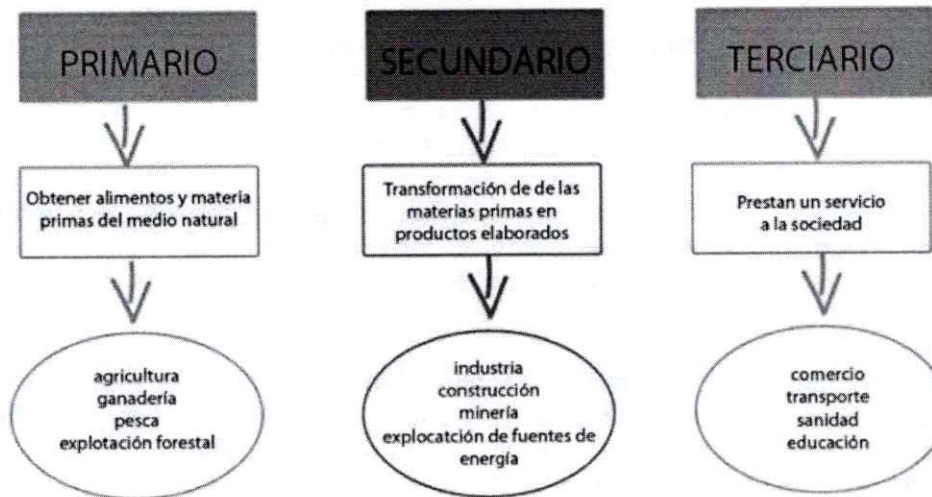 PRIMARIO
Obtener alimentos y materia
primas del medio natural
agricultura
ganadería
pesca
explotación forestal
SECUNDARIO
Transformación de de las
materias primas en
productos elaborados
industria
construcción
minería
explocatción de fuentes de
energía
TERCIARIO
Prestan un servicio
a la sociedad
comercio
transporte
sanidad
educación